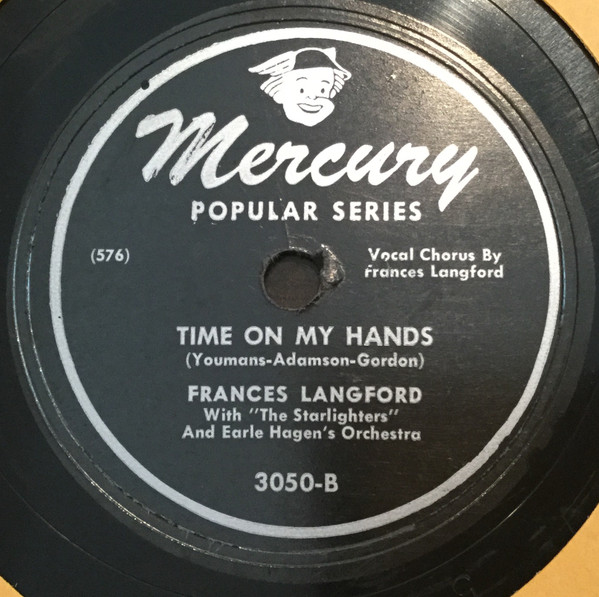 Mercury
POPULAR SERIES
(576)
Vocal Chorus By
Frances Langford
TIME ON MY HANDS
(Youmans-Adamson-Gordon)
FRANCES LANGFORD
With "The Starlighters"
And Earle Hagen's Orchestra
3050-B